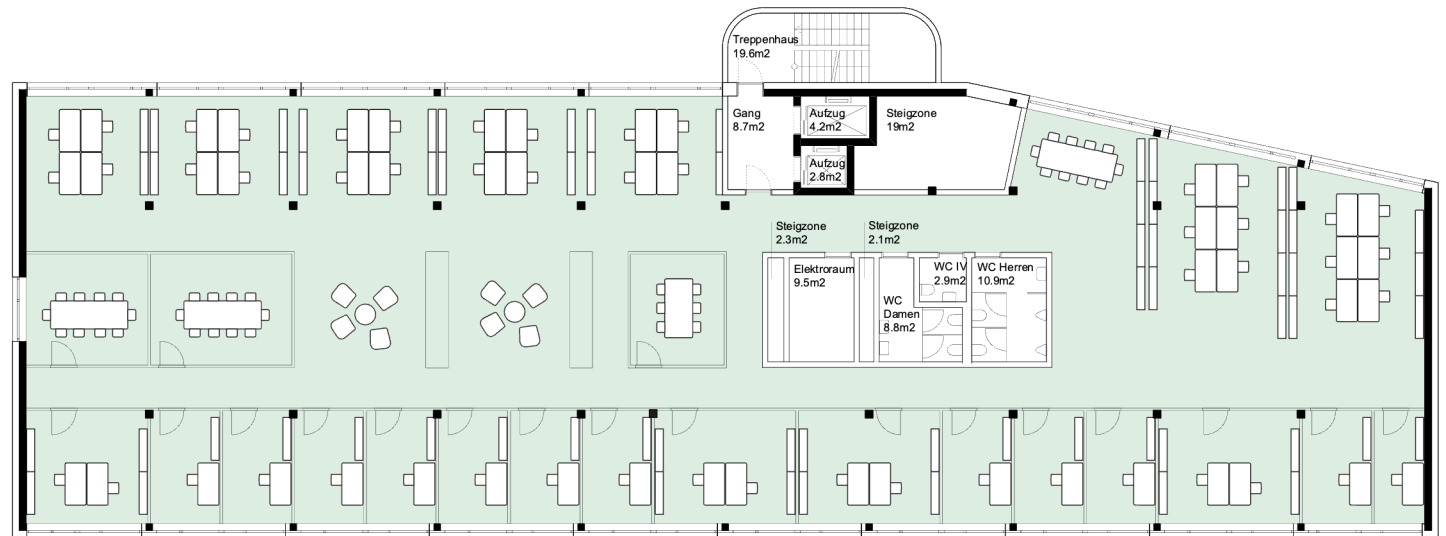 Treppenhaus
19.6m2
Gang
8.7m2
Aufzug
4.2m2
Steigzone
19m2
Aufzug
2.8m2
Steigzone
2.3m2
Steigzone
2.1m2
Elektroraum
9.5m2
WC IV
2.9m2
WC Herren
10.9m2
WC
Damen
8.8m2